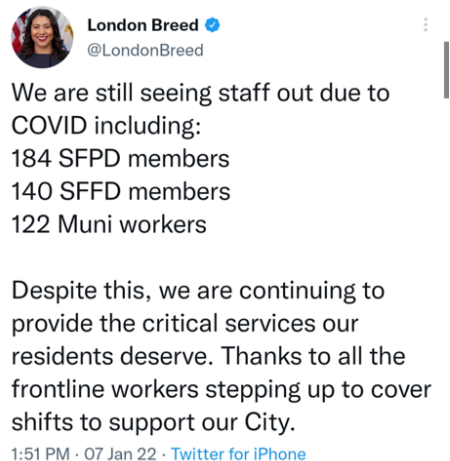 London Breed
@LondonBreed
We are still seeing staff out due to
COVID including:
184 SFPD members
140 SFFD members
122 Muni workers
Despite this, we are continuing to
provide the critical services our
residents deserve. Thanks to all the
frontline workers stepping up to cover
shifts to support our City.
1:51 PM · 07 Jan 22 · Twitter for iPhone